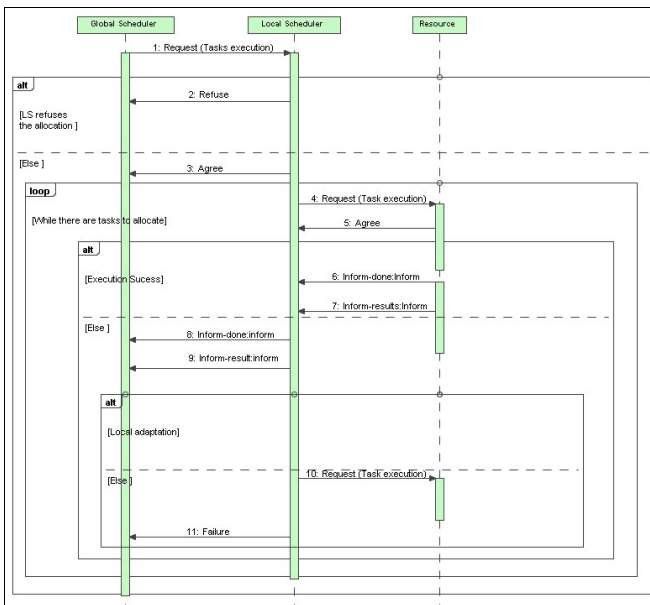 Global Scheduler
Local Scheduler
Resource
1: Request (Tasks execution)
alt
2: Refuse
[LS refuses
the allocation ]
[Else ]
3: Agree
loop
4: Request (Task execution)
[While there are tasks to allocate]
5: Agree
alt
[Execution Sucess]
6: Inform-done:Inform
7: Inform-results:Inform
[Else ]
8: Inform-done:inform
9: Inform-result:inform
alt
[Local adaptation]
[Else ]
10: Request (Task execution)
11: Failure